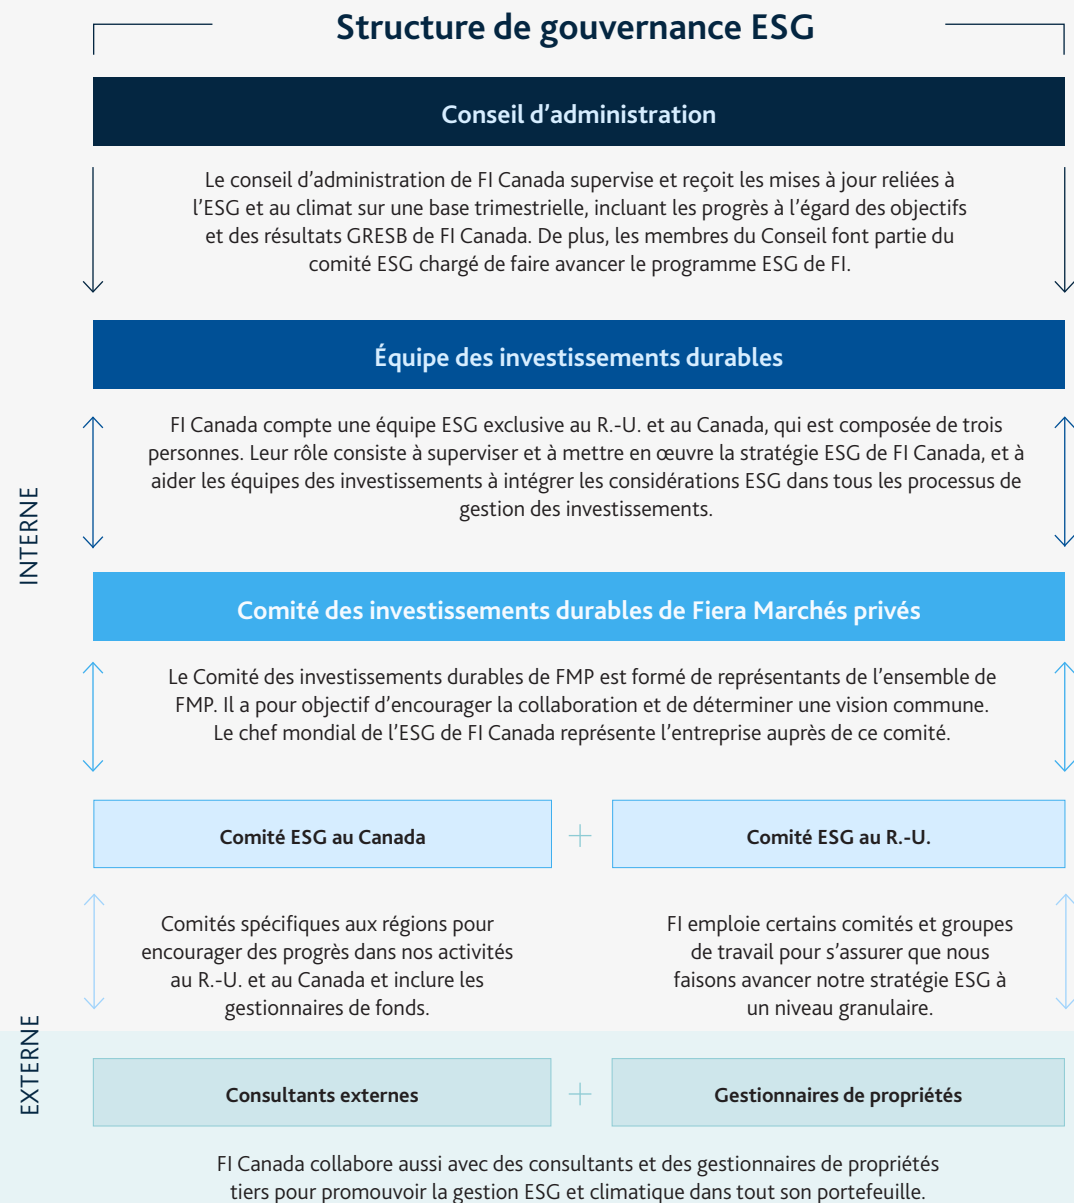 Structure de gouvernance ESG
Conseil d'administration
Le conseil d'administration de FI Canada supervise et reçoit les mises à jour reliées à
l'ESG et au climat sur une base trimestrielle, incluant les progrès à l'égard des objectifs
et des résultats GRESB de FI Canada. De plus, les membres du Conseil font partie du
comité ESG chargé de faire avancer le programme ESG de FI.
Équipe des investissements durables
FI Canada compte une équipe ESG exclusive au R.-U. et au Canada, qui est composée de trois
personnes. Leur rôle consiste à superviser et à mettre en œuvre la stratégie ESG de FI Canada, et à
aider les équipes des investissements à intégrer les considérations ESG dans tous les processus de
gestion des investissements.
INTERNE
Comité des investissements durables de Fiera Marchés privés
Le Comité des investissements durables de FMP est formé de représentants de l'ensemble de
FMP. Il a pour objectif d'encourager la collaboration et de déterminer une vision commune.
Le chef mondial de l'ESG de FI Canada représente l'entreprise auprès de ce comité.
Comité ESG au Canada
+
Comité ESG au R.-U.
Comités spécifiques aux régions pour
encourager des progrès dans nos activités
au R.-U. et au Canada et inclure les
gestionnaires de fonds.
FI emploie certains comités et groupes
de travail pour s'assurer que nous
faisons avancer notre stratégie ESG à
un niveau granulaire.
EXTERNE
Consultants externes
+
Gestionnaires de propriétés
FI Canada collabore aussi avec des consultants et des gestionnaires de propriétés
tiers pour promouvoir la gestion ESG et climatique dans tout son portefeuille.